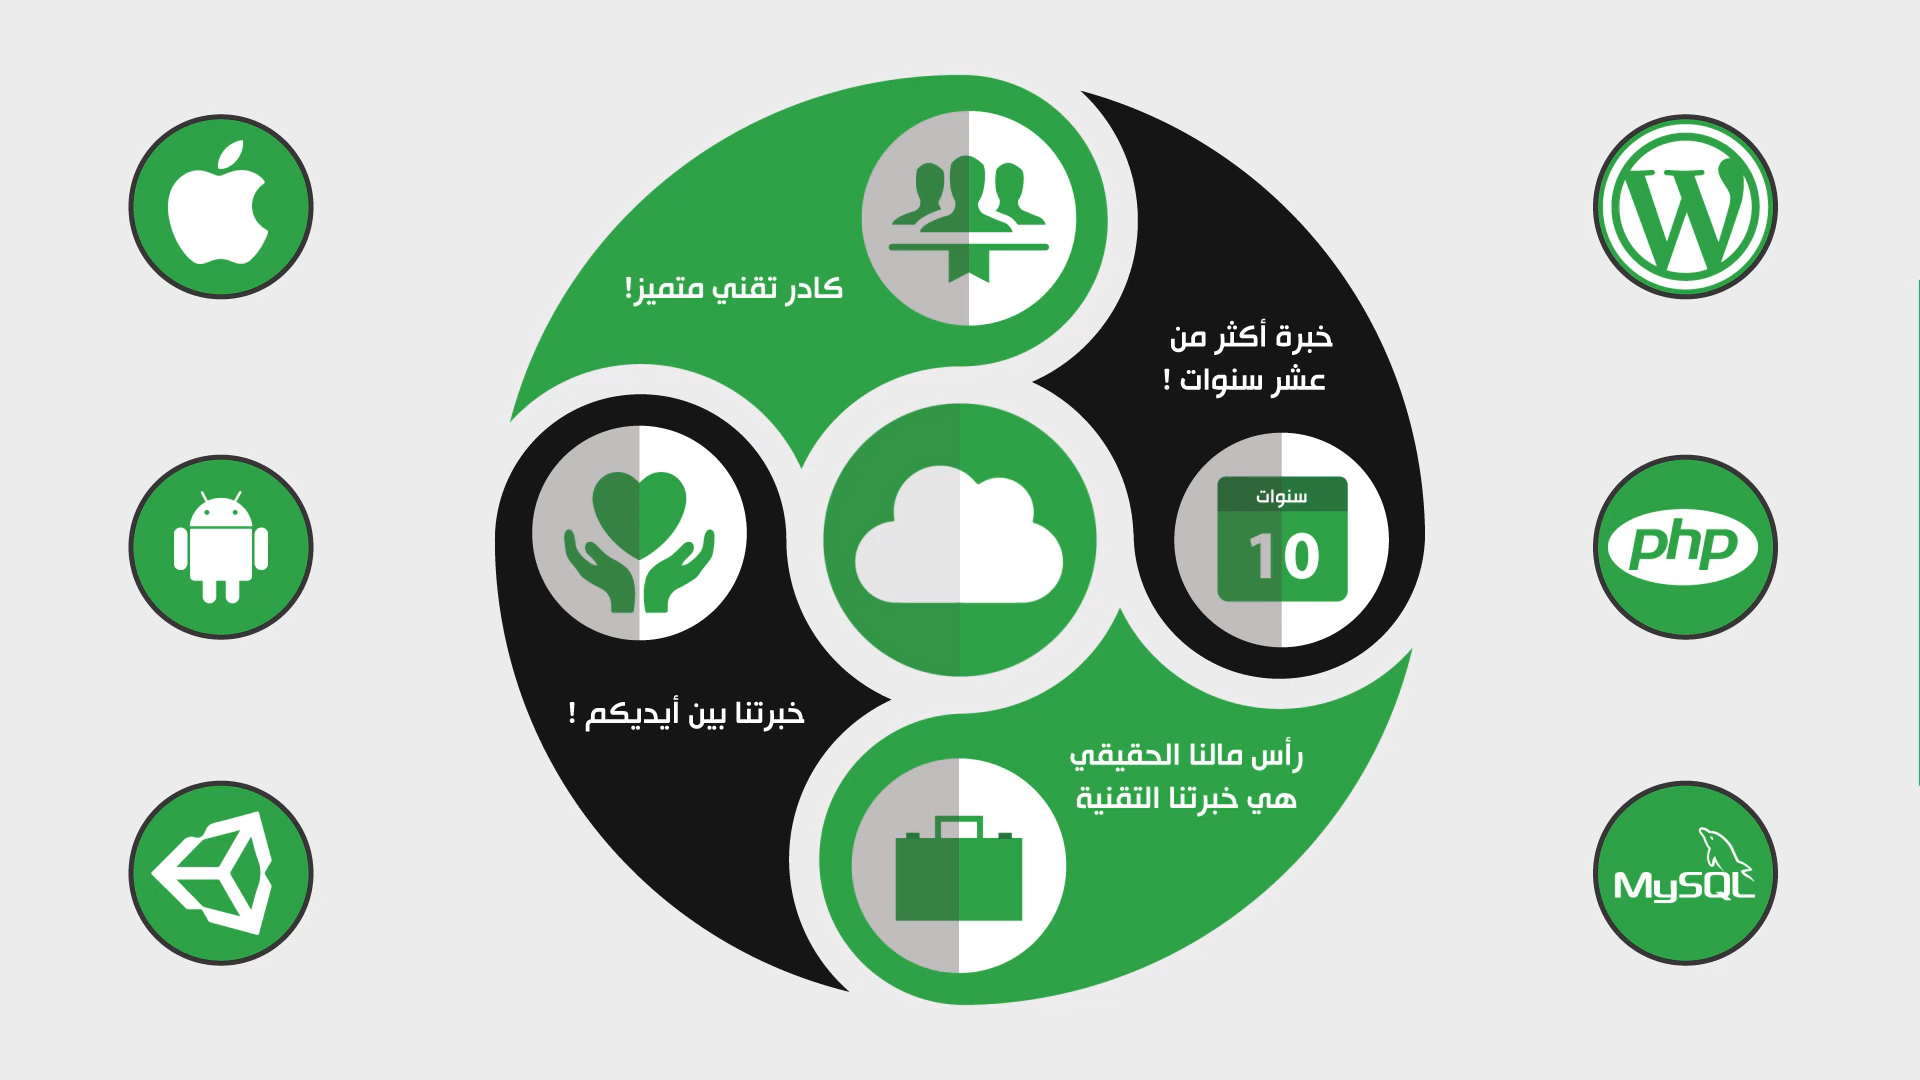 كادر تقني متميز!
خبرة أكثر من
عشر سنوات !
سنوات
10
php
خبرتنا بين أيديكم !
رأس مالنا الحقيقي
هي خبرتنا التقنية
MySQL